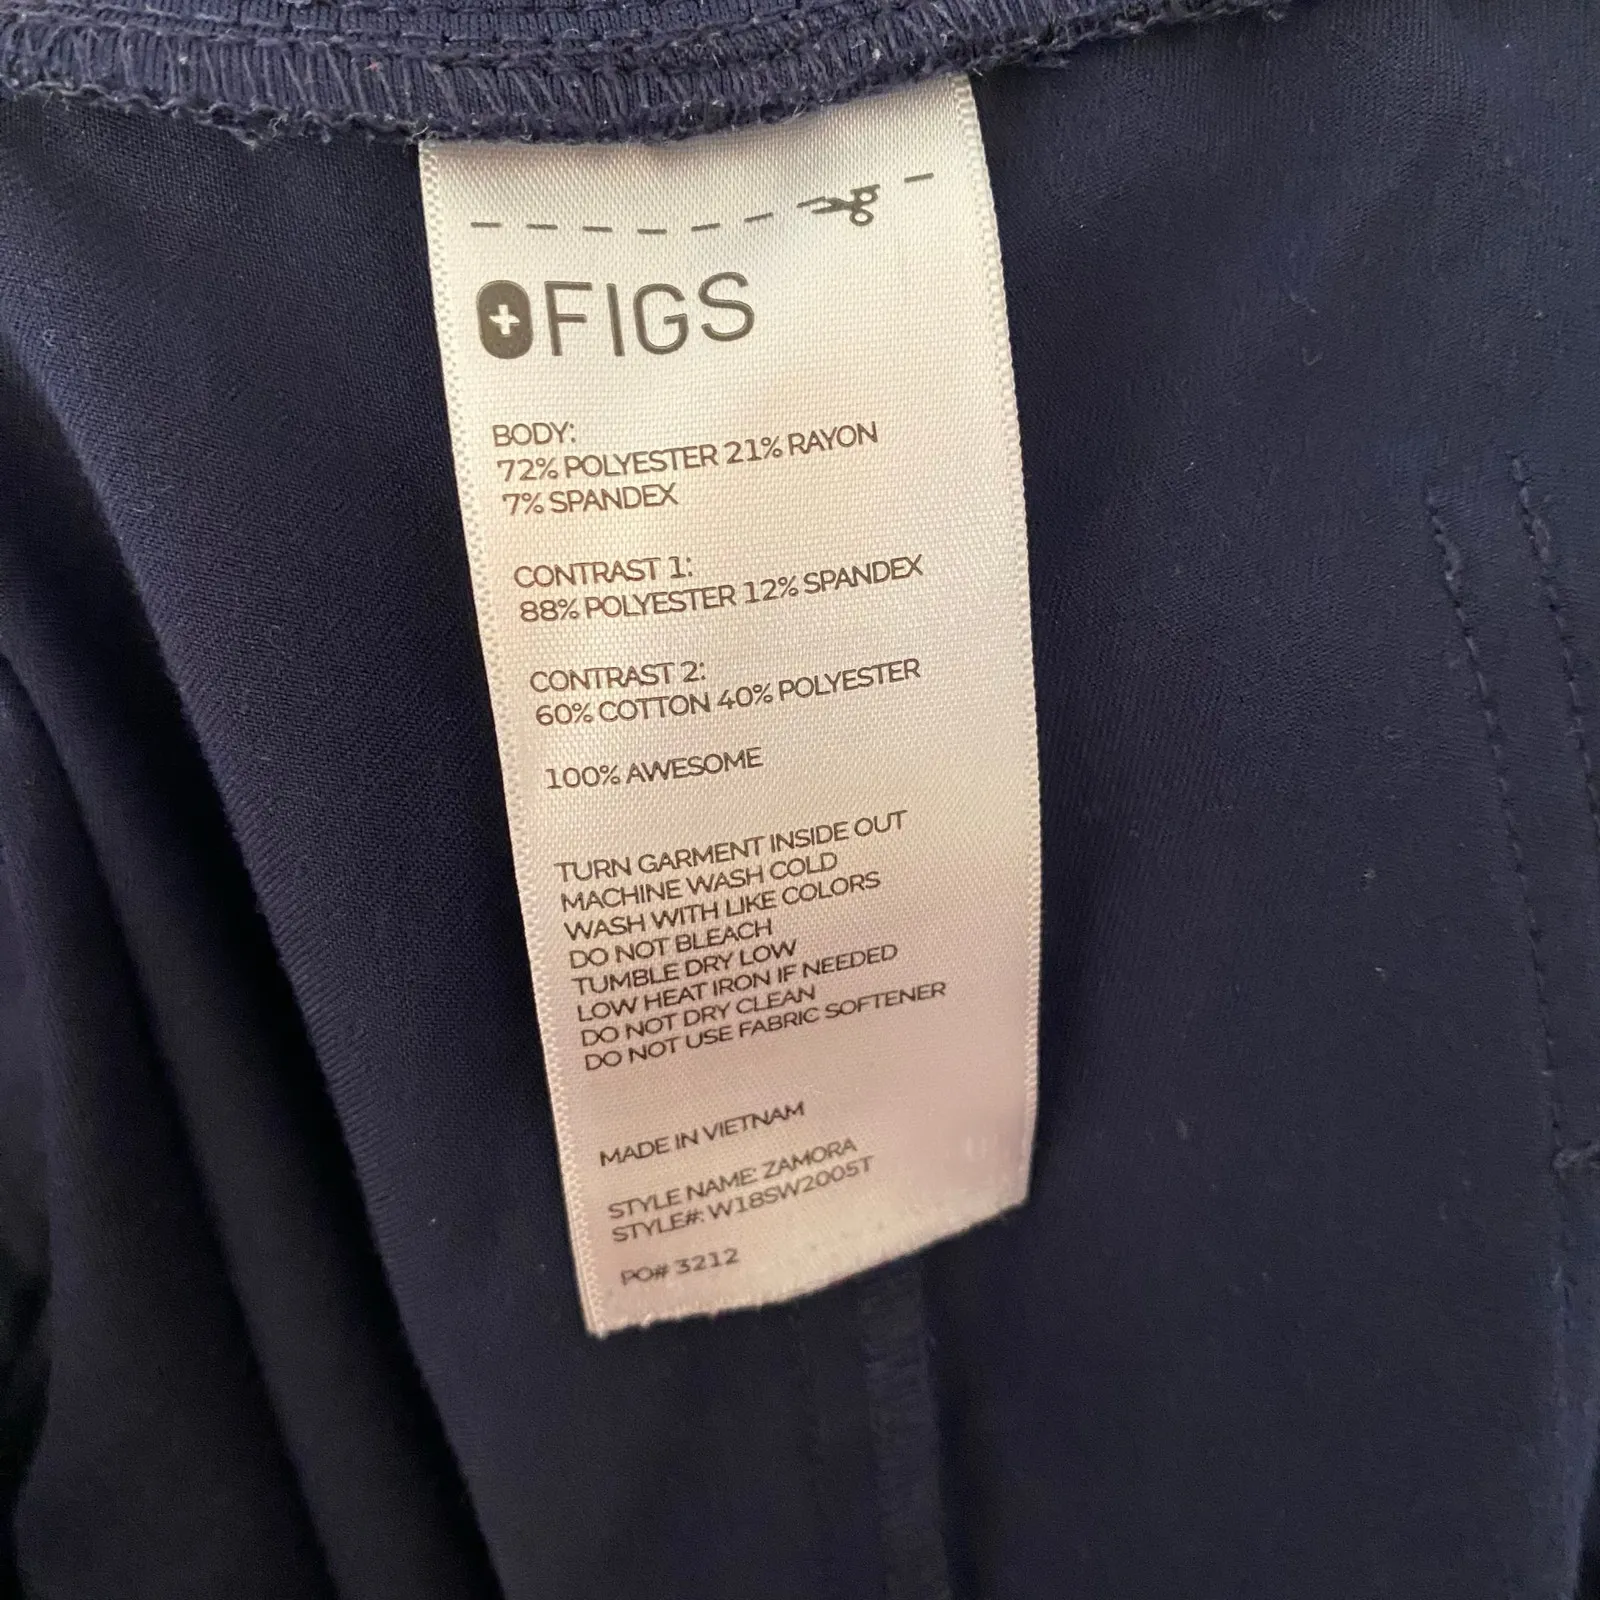 FIGS
BODY:
72% POLYESTER 21% RAYON
7% SPANDEX
CONTRAST 1:
88% POLYESTER 12% SPANDEX
CONTRAST 2:
60% COTTON 40% POLYESTER
100% AWESOME
TURN GARMENT INSIDE OUT
MACHINE WASH COLD
WASH WITH LIKE COLORS
DO NOT BLEACH
TUMBLE DRY LOW
LOW HEAT IRON IF NEEDED
DO NOT DRY CLEAN
DO NOT USE FABRIC SOFTENER
MADE IN VIETNAM
STYLE NAME: ZAMORA
STYLE#: W18SW2005T
PO# 3212